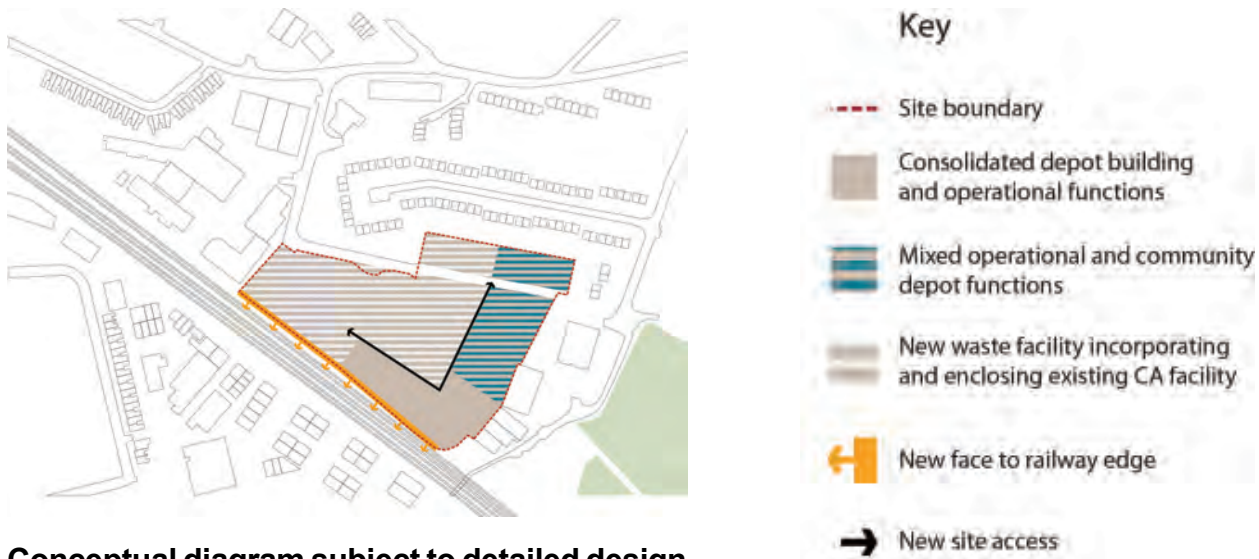 Key
Site boundary
Consolidated depot building
and operational functions
Mixed operational and community
depot functions
New waste facility incorporating
and enclosing existing CA facility
New face to railway edge
New site access
Conceptual diagram subject to detailed design